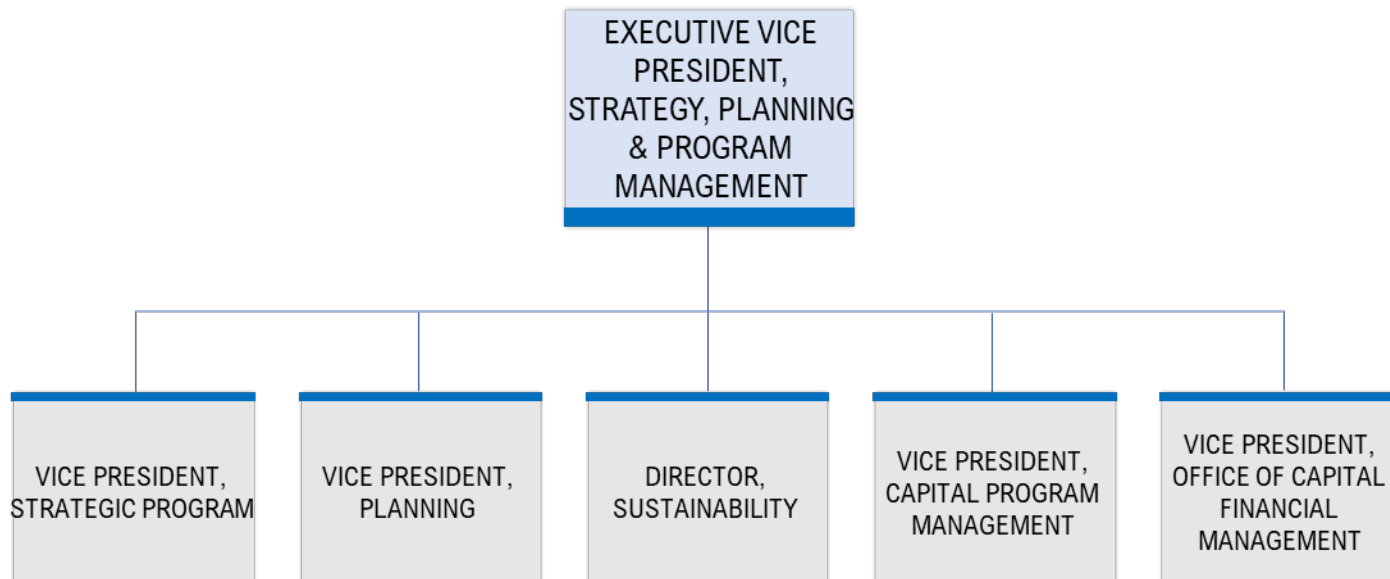 EXECUTIVE VICE
PRESIDENT,
STRATEGY, PLANNING
& PROGRAM
MANAGEMENT
VICE PRESIDENT,
STRATEGIC PROGRAM
VICE PRESIDENT,
PLANNING
DIRECTOR,
SUSTAINABILITY
VICE PRESIDENT,
CAPITAL PROGRAM
MANAGEMENT
VICE PRESIDENT,
OFFICE OF CAPITAL
FINANCIAL
MANAGEMENT